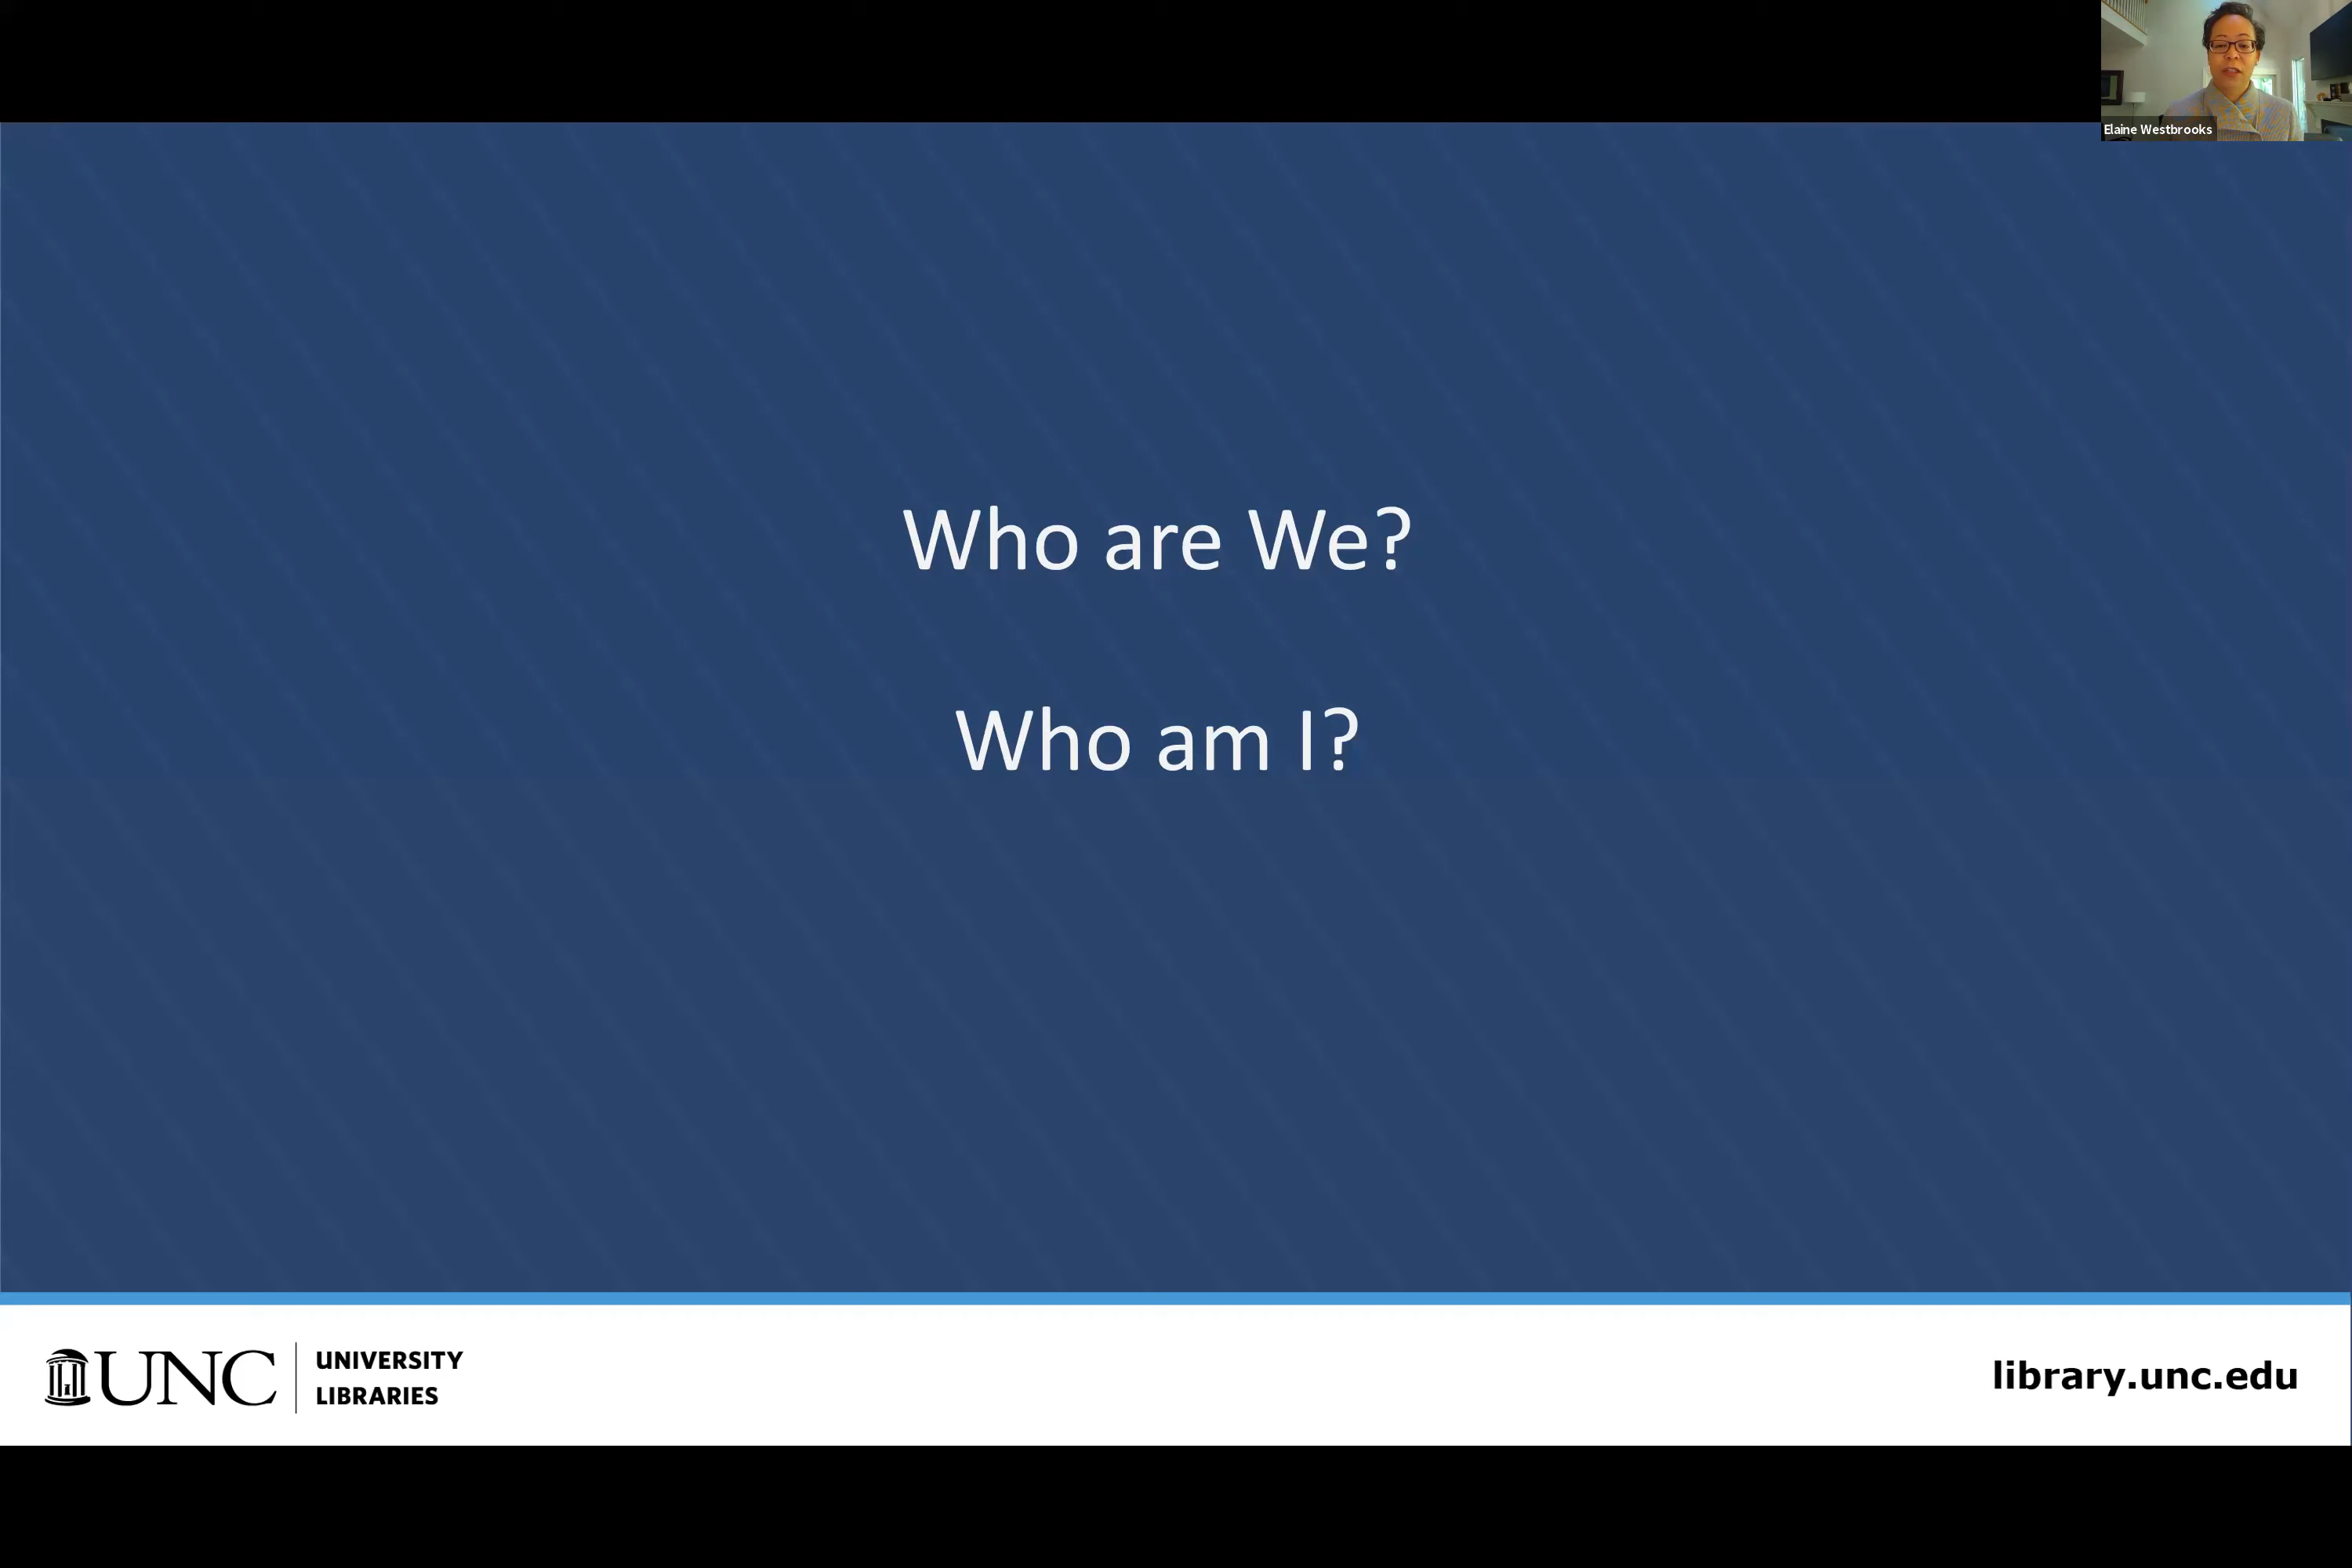 Elaine Westbrooks
Who are We?
Who am I?
UNC
UNIVERSITY
LIBRARIES
library.unc.edu